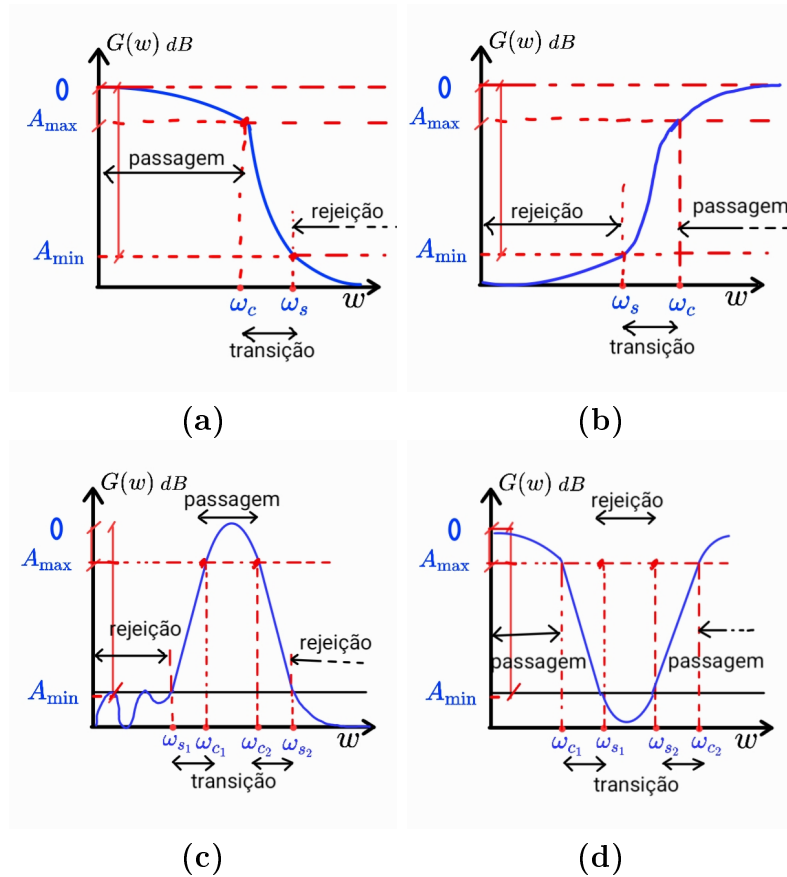 G(w) dB
0
A_max
passagem
rejeição
A_min
ω_c ω_s w
transição
(a)
G(w) dB
0
A_max
rejeição passagem
A_min
ω_s ω_c w
transição
(b)
G(w) dB
passagem
0
A_max
rejeição rejeição
A_min
ω_s₁ ω_c₁ ω_c₂ ω_s₂ w
transição
(c)
G(w) dB
rejeição
0
A_max
passagem passagem
A_min
ω_c₁ ω_s₁ ω_s₂ ω_c₂ w
transição
(d)